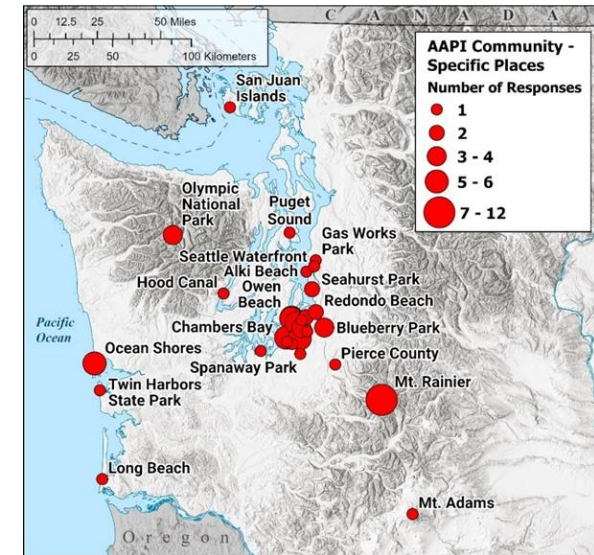 C A N A D A
0 12.5 25 50 Miles
0 25 50 100 Kilometers
AAPI Community -
Specific Places
Number of Responses
1
2
3 - 4
5 - 6
7 - 12
San Juan
Islands
Olympic
National
Park
Puget
Sound
Gas Works
Park
Seattle Waterfront
Alki Beach
Seahurst Park
Hood Canal
Owen
Beach
Redondo Beach
Chambers Bay
Blueberry Park
Pacific
Ocean
Ocean Shores
Pierce County
Spanaway Park
Mt. Rainier
Twin Harbors
State Park
Long Beach
Mt. Adams
Oregon